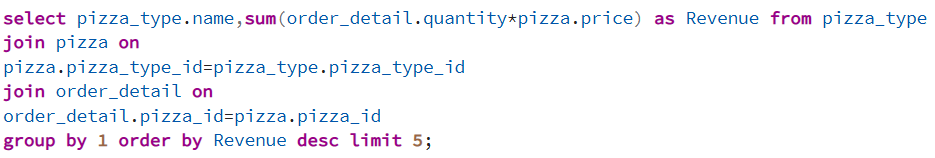 select pizza_type.name,sum(order_detail.quantity*pizza.price) as Revenue from pizza_type
join pizza on
pizza.pizza_type_id=pizza_type.pizza_type_id
join order_detail on
order_detail.pizza_id=pizza.pizza_id
group by 1 order by Revenue desc limit 5;